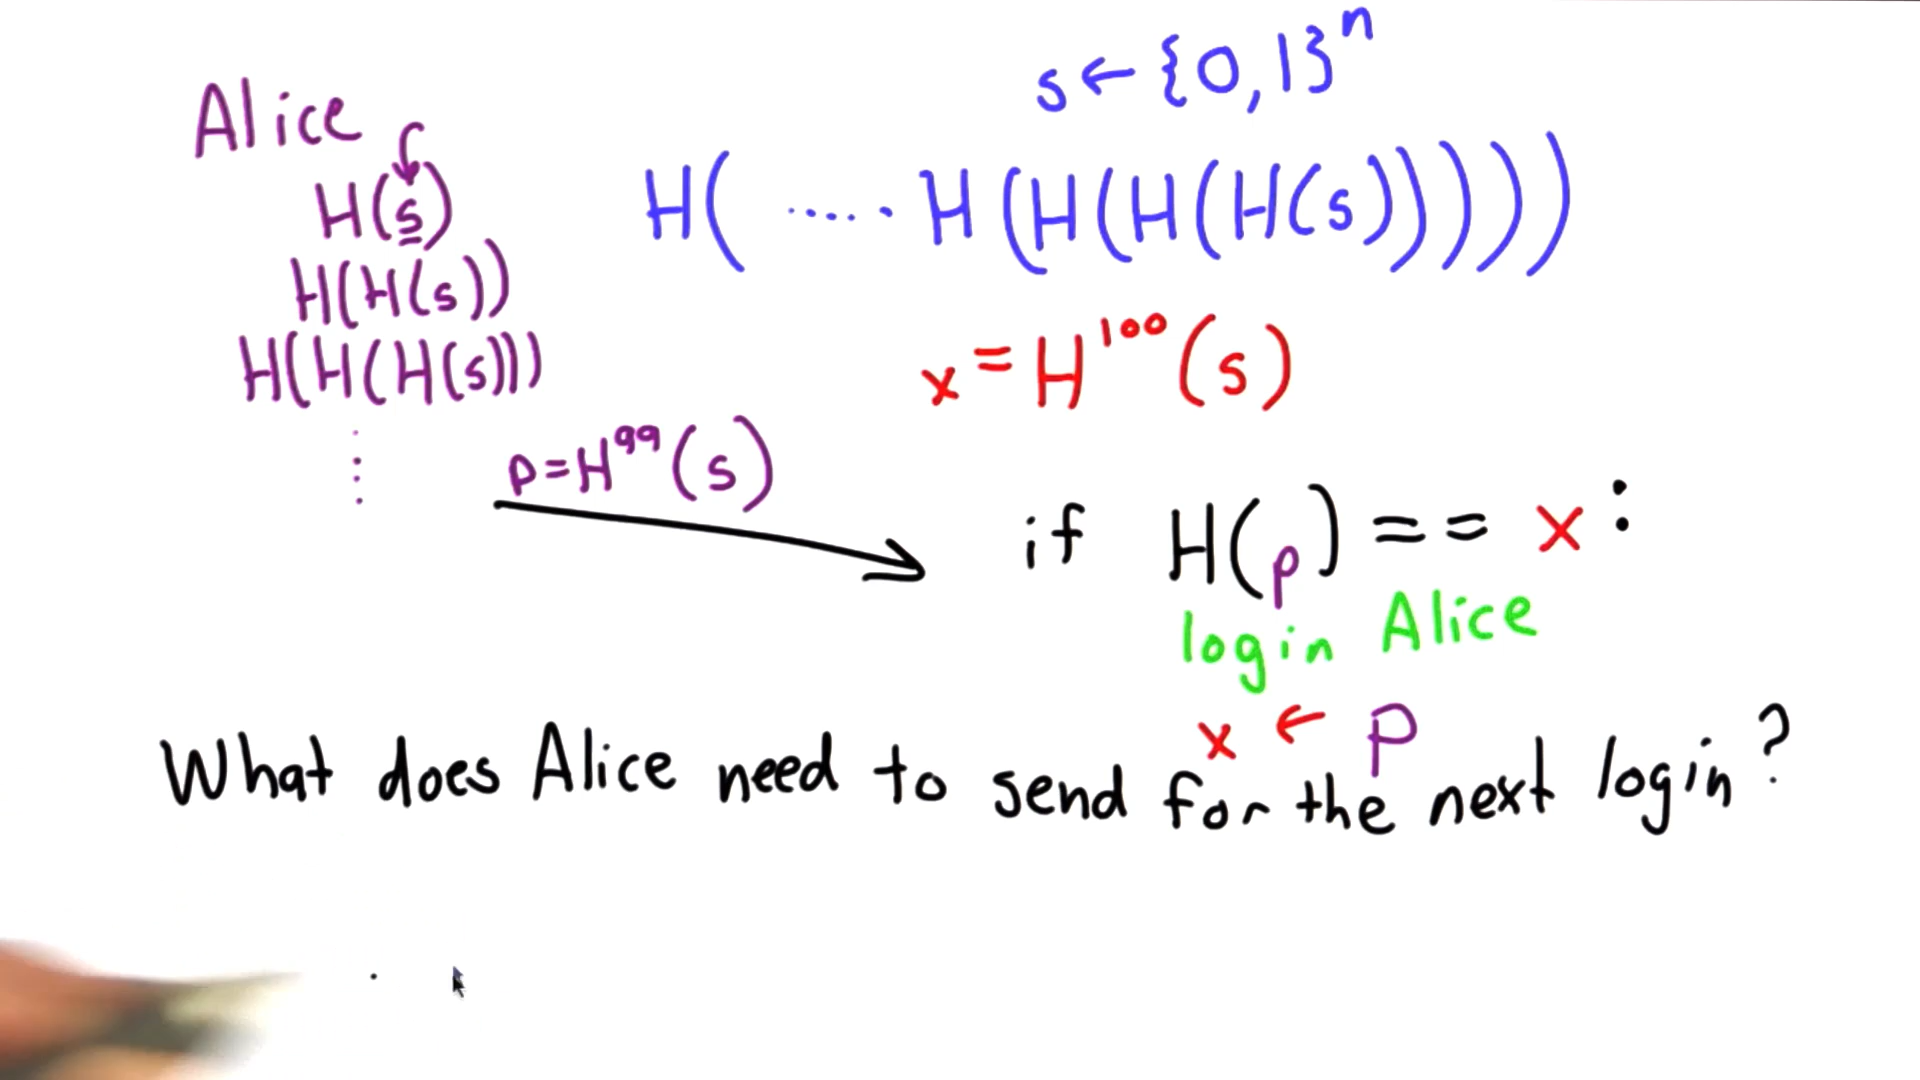 Alice
s ← {0,1}ⁿ
H(s)
H( ..... H(H(H(H(s)))))
H(H(s))
H(H(H(s)))
x = H¹⁰⁰(s)
p = H⁹⁹(s)
if H(p) == x:
login Alice
x ← p
What does Alice need to send for the next login?